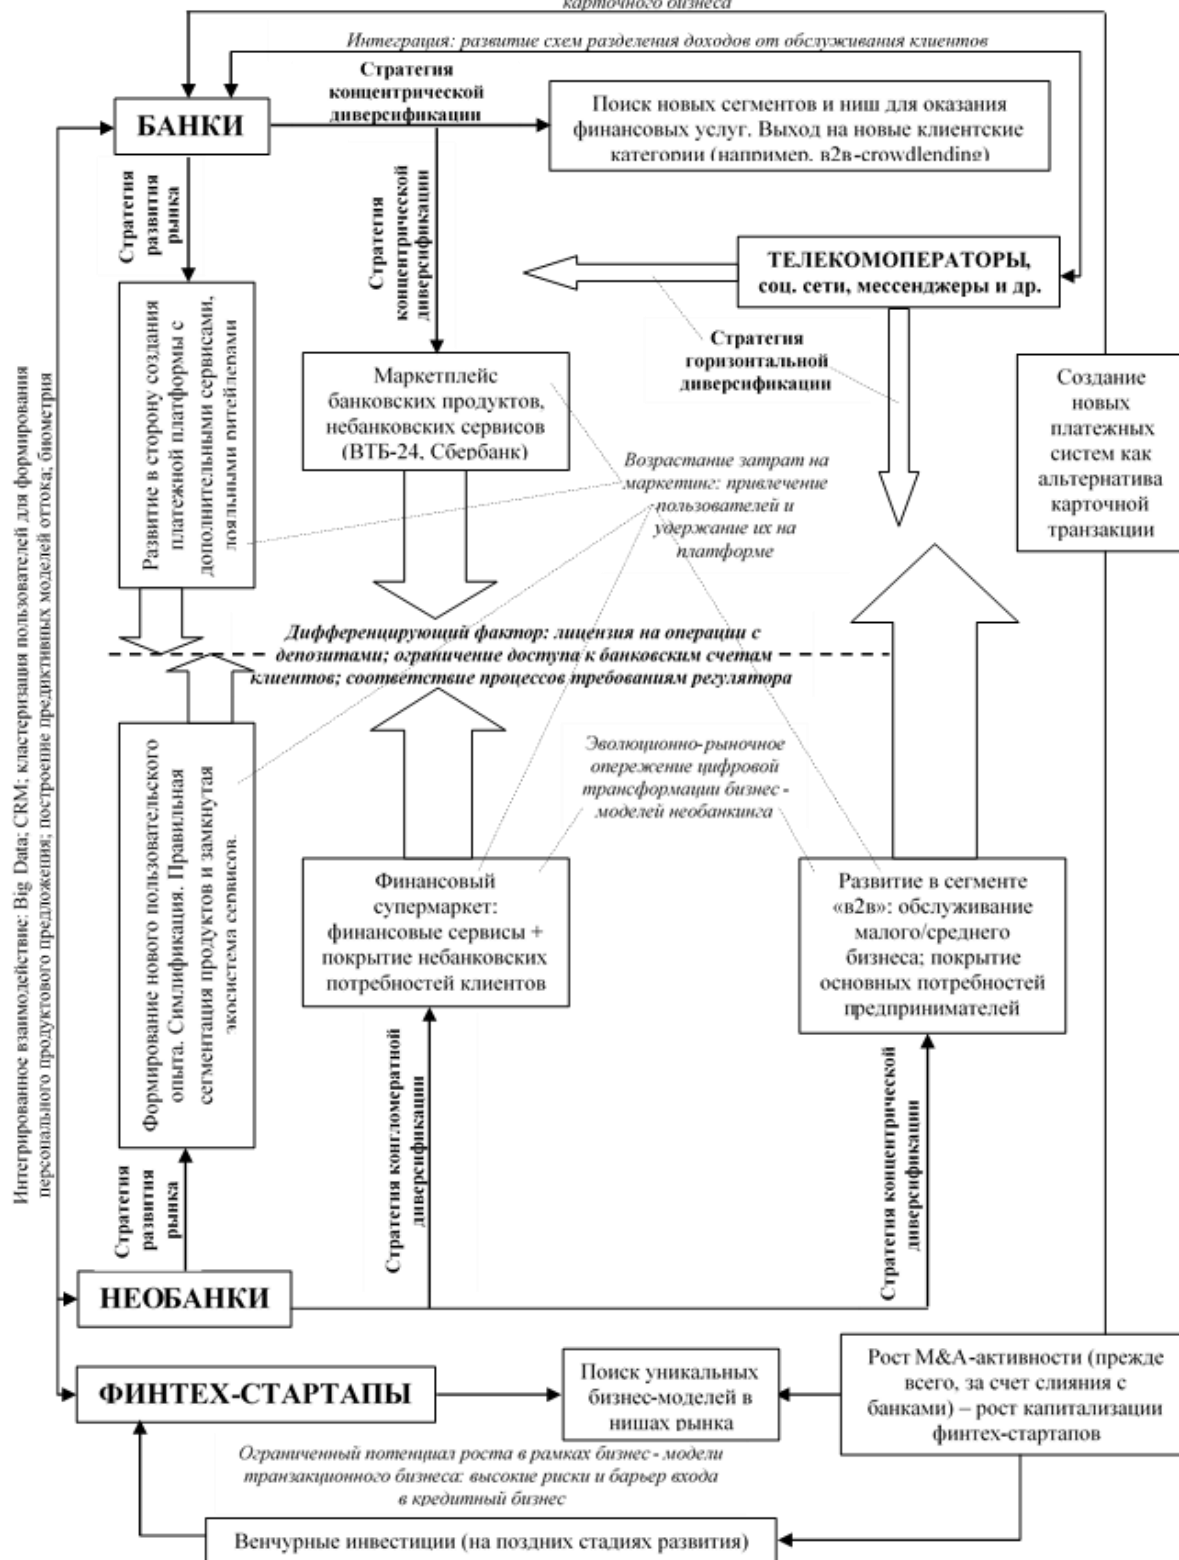 карточного бизнеса
Интеграция: развитие схем разделения доходов от обслуживания клиентов
Стратегия
концентрической
диверсификации
БАНКИ
Поиск новых сегментов и ниш для оказания
финансовых услуг. Выход на новые клиентские
категории (например, в2в-crowdlending)
Стратегия
развития
рынка
Стратегия
концентрической
диверсификации
ТЕЛЕКОМОПЕРАТОРЫ,
соц. сети, мессенджеры и др.
Стратегия
горизонтальной
диверсификации
Развитие в сторону создания
платежной платформы с
дополнительными сервисами,
лояльными ритейлерами
Маркетплейс
банковских продуктов,
небанковских сервисов
(ВТБ-24, Сбербанк)
Создание
новых
платежных
систем как
альтернатива
карточной
транзакции
Возрастание затрат на
маркетинг: привлечение
пользователей и
удержание их на
платформе
Интегрированное взаимодействие: Big Data; CRM; кластеризация пользователей для формирования
персонального продуктового предложения; построение предиктивных моделей оттока; биометрия
Дифференцирующий фактор: лицензия на операции с
депозитами; ограничение доступа к банковским счетам
клиентов; соответствие процессов требованиям регулятора
Формирование нового пользовательского
опыта. Симлификация. Правильная
сегментация продуктов и замкнутая
экосистема сервисов.
Эволюционно-рыночное
опережение цифровой
трансформации бизнес-
моделей необанкинга
Финансовый
супермаркет:
финансовые сервисы +
покрытие небанковских
потребностей клиентов
Развитие в сегменте
«в2в»: обслуживание
малого/среднего
бизнеса; покрытие
основных потребностей
предпринимателей
Стратегия
развития
рынка
Стратегия конгломератной
диверсификации
Стратегия концентрической
диверсификации
НЕОБАНКИ
ФИНТЕХ-СТАРТАПЫ
Поиск уникальных
бизнес-моделей в
нишах рынка
Рост M&A-активности (прежде
всего, за счет слияния с
банками) – рост капитализации
финтех-стартапов
Ограниченный потенциал роста в рамках бизнес - модели
транзакционного бизнеса: высокие риски и барьер входа
в кредитный бизнес
Венчурные инвестиции (на поздних стадиях развития)